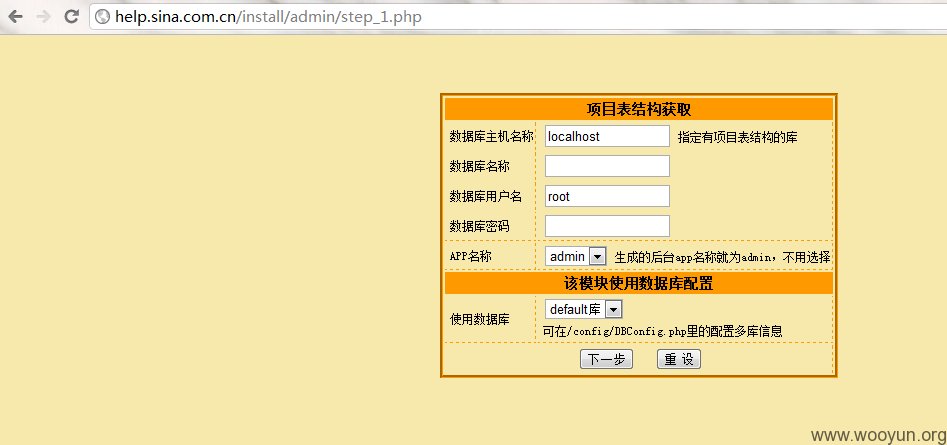 help.sina.com.cn/install/admin/step_1.php
项目表结构获取
数据库主机名称 localhost 指定有项目表结构的库
数据库名称
数据库用户名 root
数据库密码
APP名称 admin 生成的后台app名称就为admin，不用选择
该模块使用数据库配置
使用数据库 default库
可在/config/DBConfig.php里的配置多库信息
下一步 重 设
www.wooyun.org